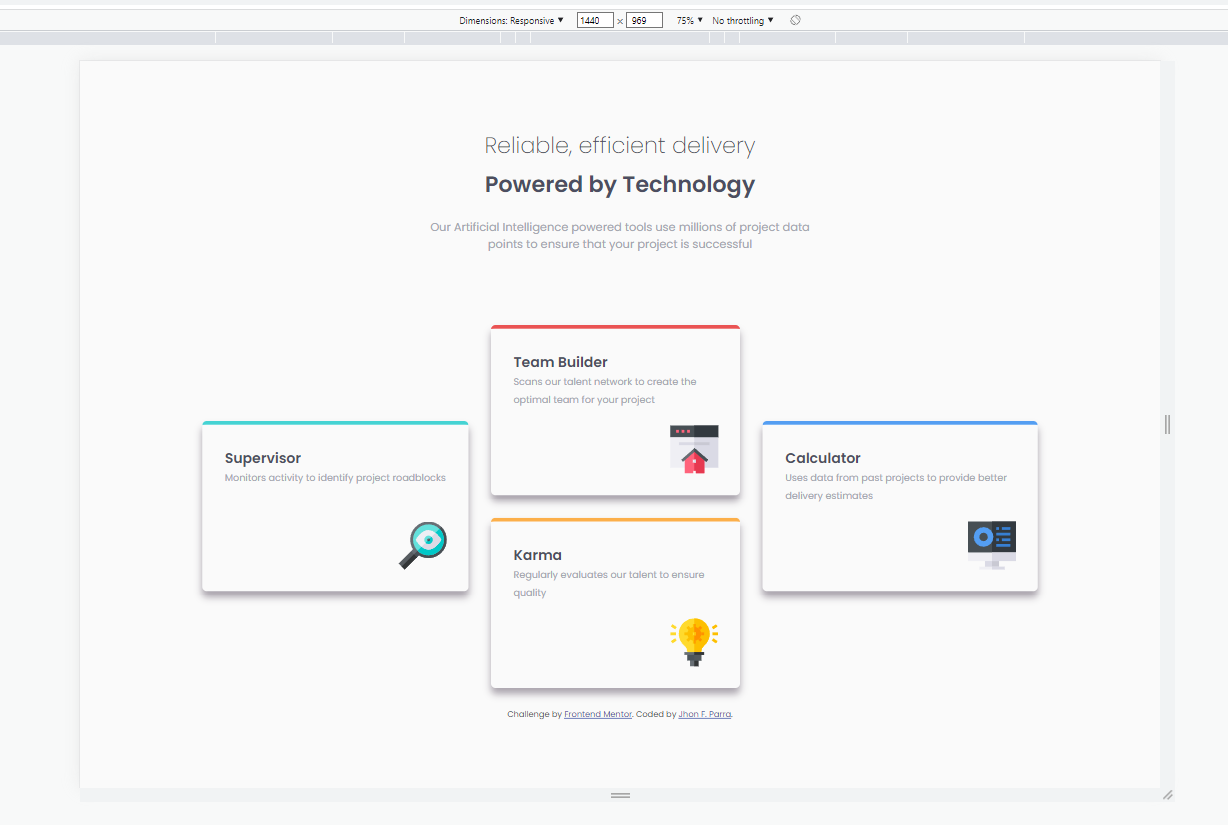 Dimensions: Responsive ▼ 1440 × 969 75% ▼ No throttling ▼
Reliable, efficient delivery
Powered by Technology
Our Artificial Intelligence powered tools use millions of project data
points to ensure that your project is successful
Team Builder
Scans our talent network to create the
optimal team for your project
Supervisor
Monitors activity to identify project roadblocks
Calculator
Uses data from past projects to provide better
delivery estimates
Karma
Regularly evaluates our talent to ensure
quality
Challenge by Frontend Mentor. Coded by Jhon F. Parra.